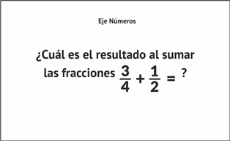 Eje Números
¿Cuál es el resultado al sumar
las fracciones 3/4 + 1/2 = ?